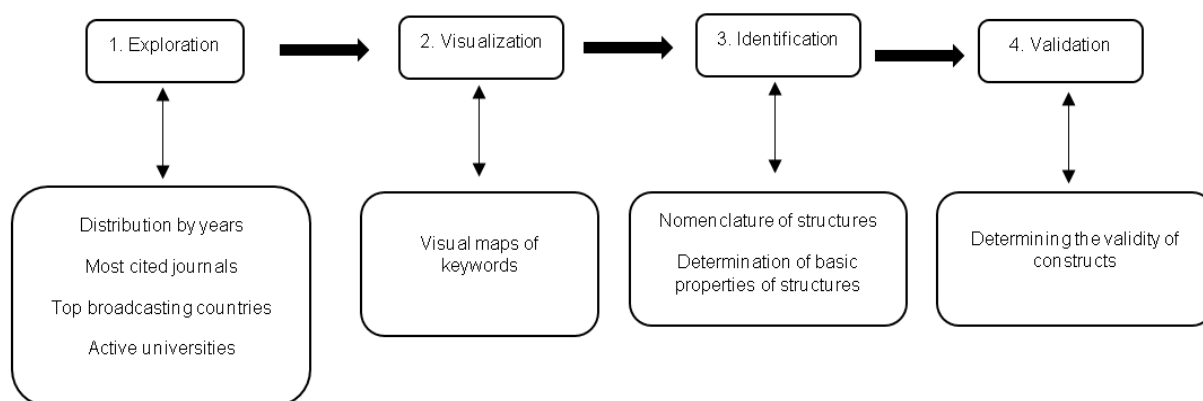 1. Exploration
2. Visualization
3. Identification
4. Validation
Distribution by years
Most cited journals
Top broadcasting countries
Active universities
Visual maps of
keywords
Nomenclature of structures
Determination of basic
properties of structures
Determining the validity of
constructs